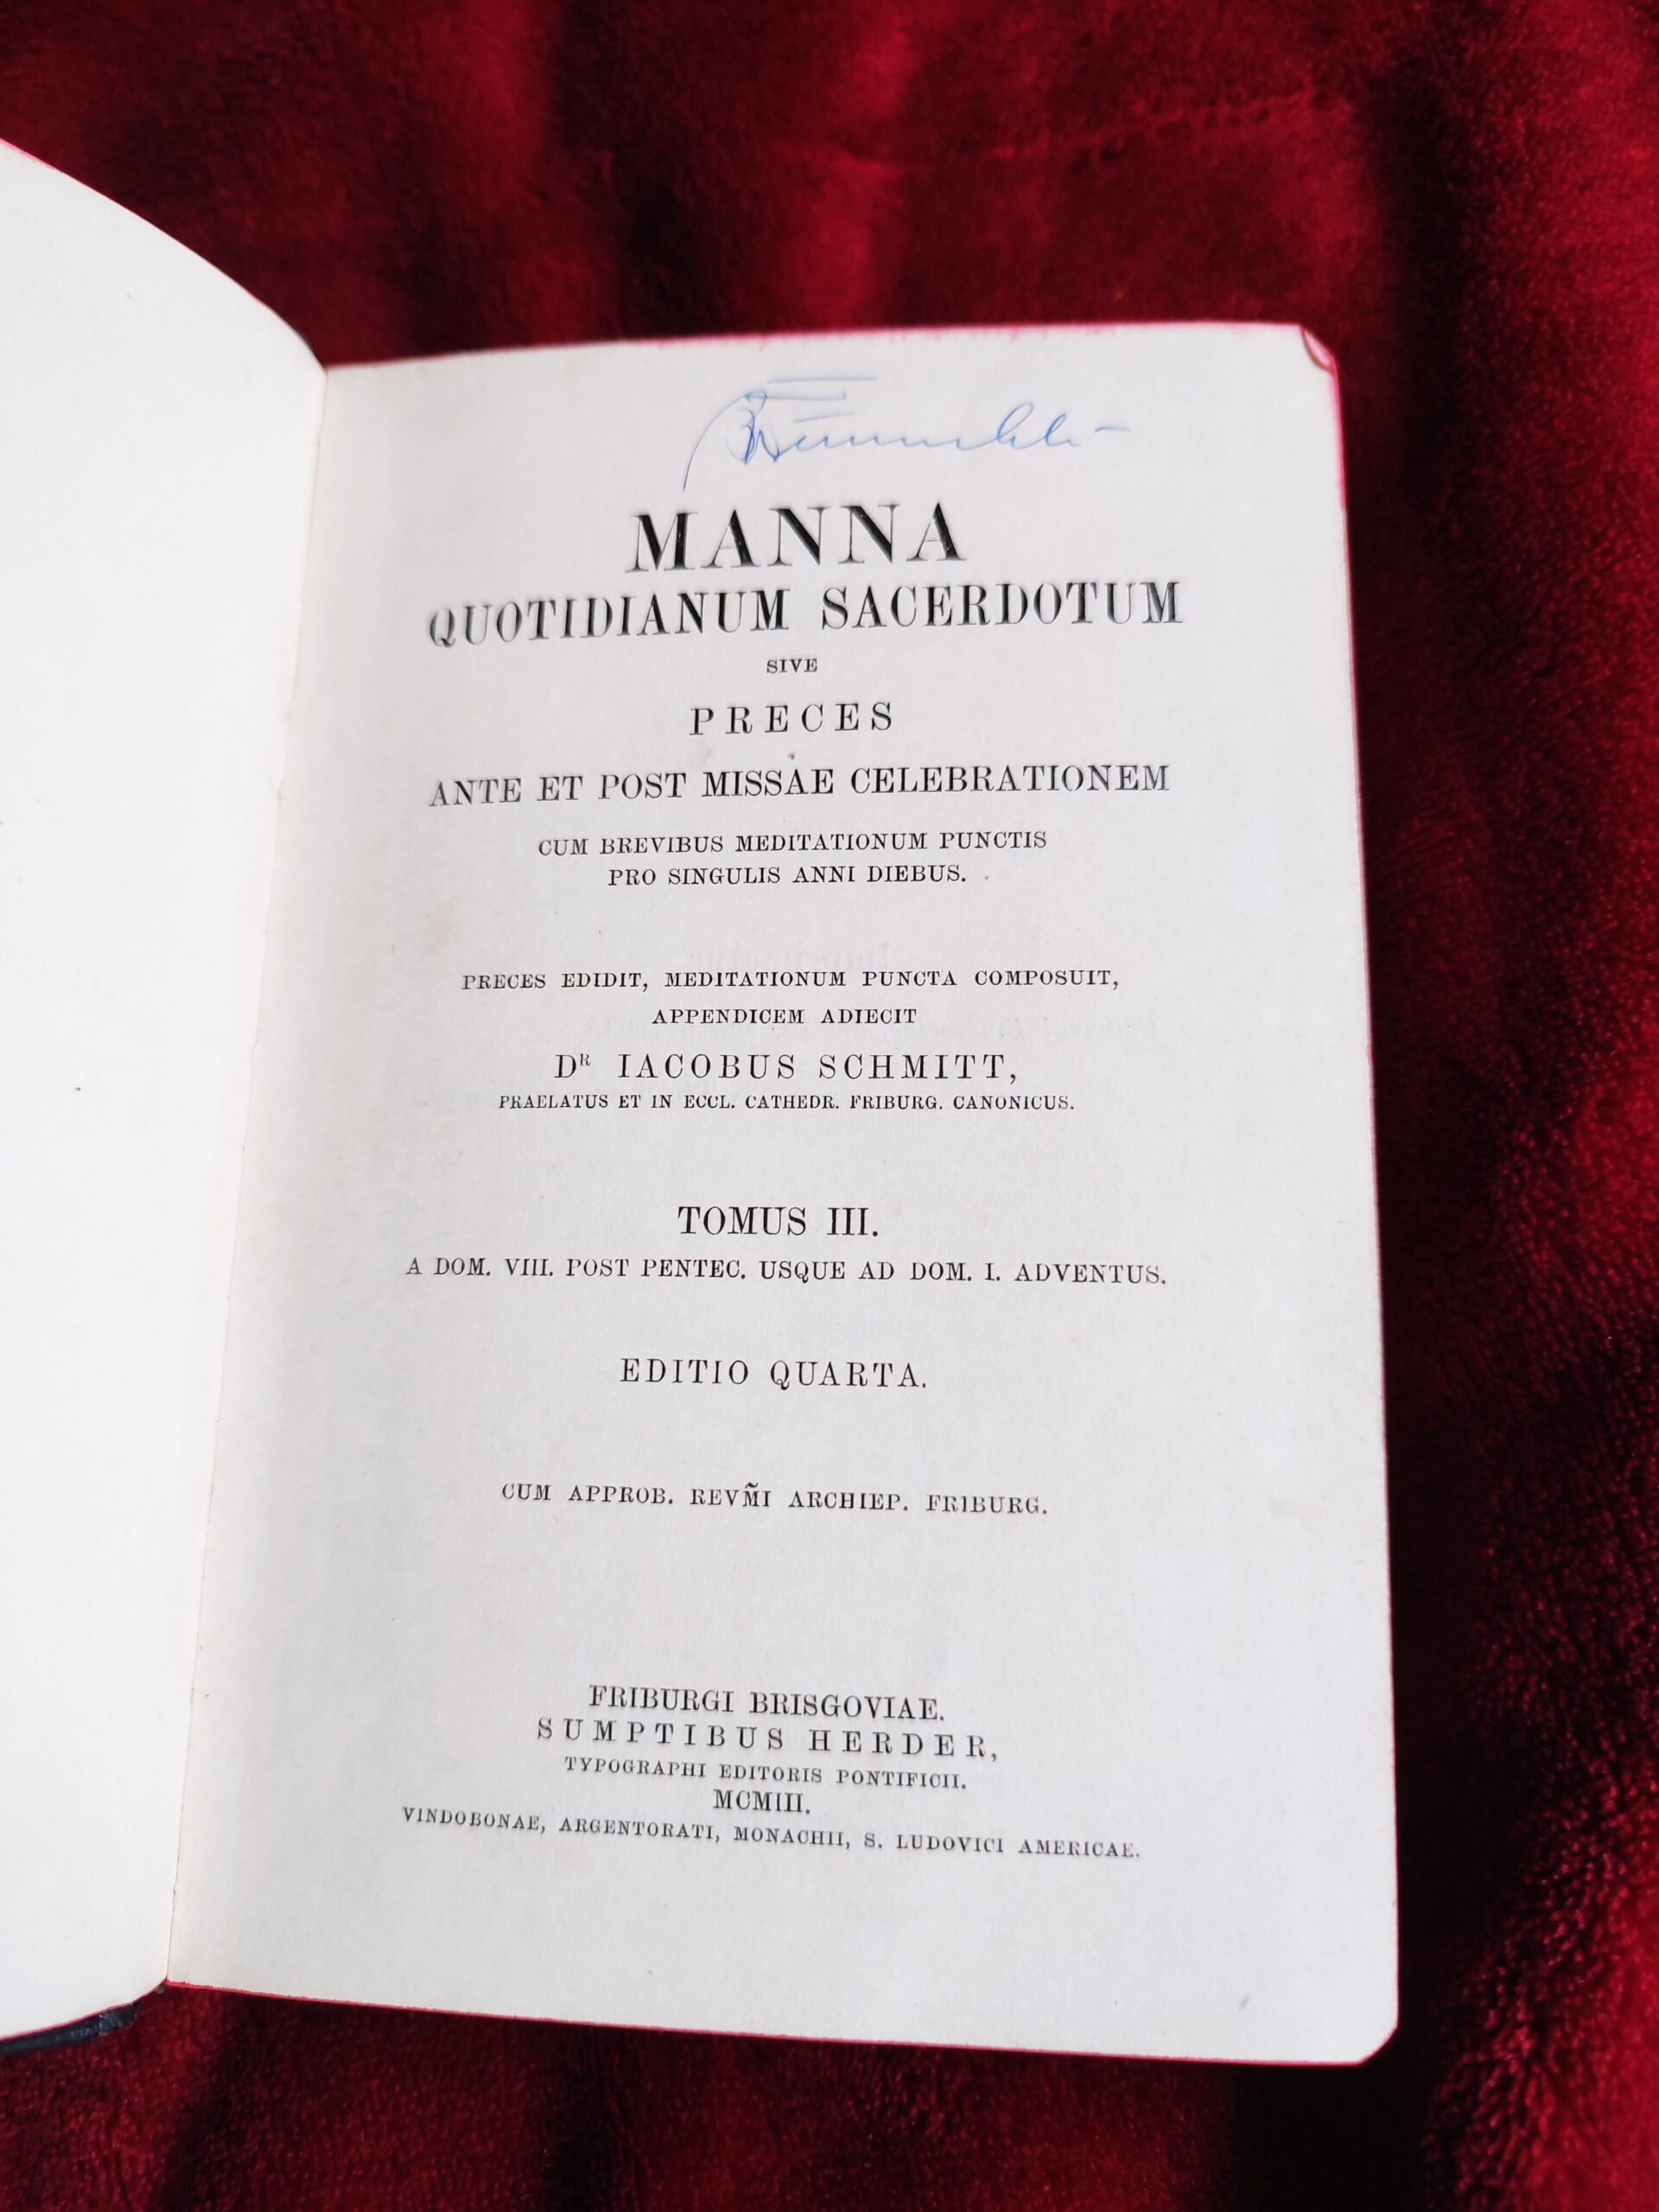 MANNA
QUOTIDIANUM SACERDOTUM
SIVE
PRECES
ANTE ET POST MISSAE CELEBRATIONEM
CUM BREVIBUS MEDITATIONUM PUNCTIS
PRO SINGULIS ANNI DIEBUS.
PRECES EDIDIT, MEDITATIONUM PUNCTA COMPOSUIT,
APPENDICEM ADIECIT
DR IACOBUS SCHMITT,
PRAELATUS ET IN ECCL. CATHEDR. FRIBURG. CANONICUS.
TOMUS III.
A DOM. VIII. POST PENTEC. USQUE AD DOM. I. ADVENTUS.
EDITIO QUARTA.
CUM APPROB. REVM̃I ARCHIEP. FRIBURG.
FRIBURGI BRISGOVIAE.
SUMPTIBUS HERDER,
TYPOGRAPHI EDITORIS PONTIFICII.
MCMIII.
VINDOBONAE, ARGENTORATI, MONACHII, S. LUDOVICI AMERICAE.